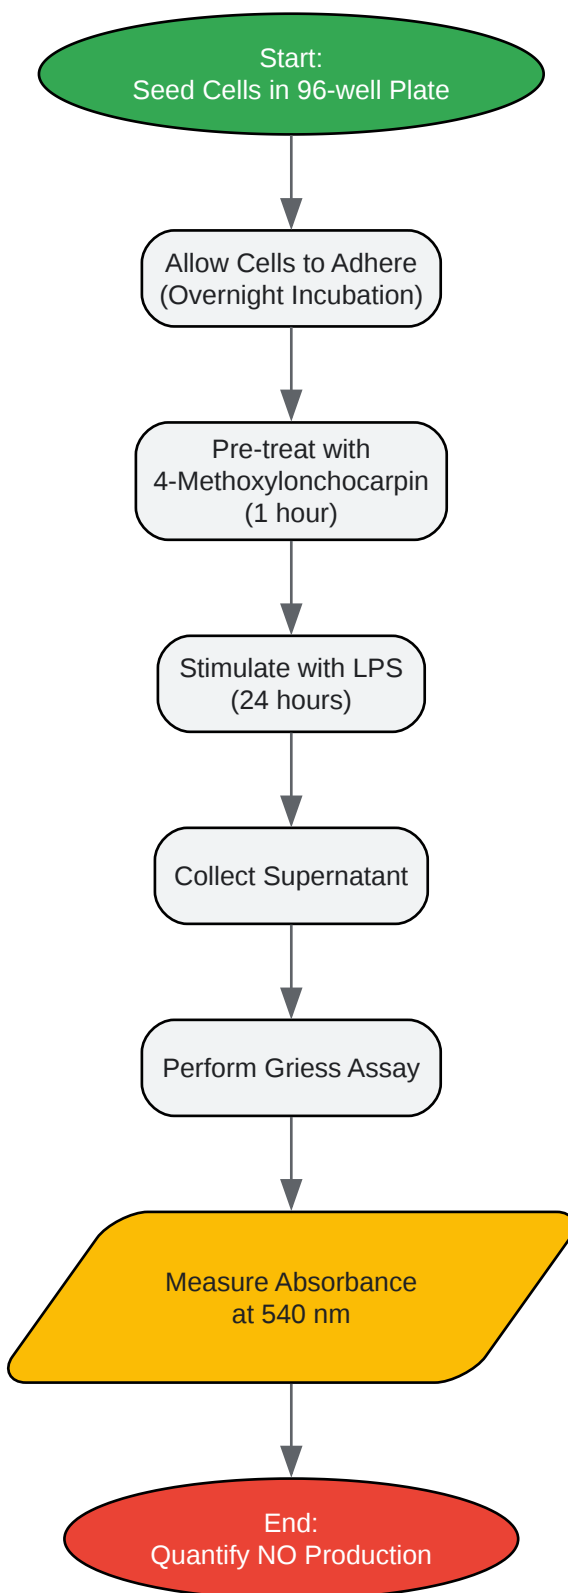 Start:
Seed Cells in 96-well Plate
Allow Cells to Adhere
(Overnight Incubation)
Pre-treat with
4-Methoxylonchocarpin
(1 hour)
Stimulate with LPS
(24 hours)
Collect Supernatant
Perform Griess Assay
Measure Absorbance
at 540 nm
End:
Quantify NO Production